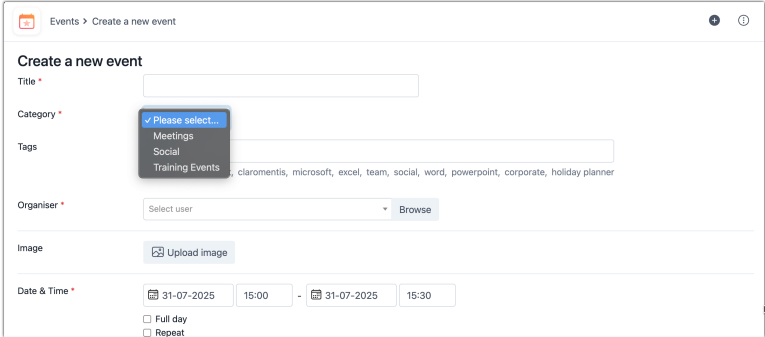 Events > Create a new event
Create a new event
Title *
Category *
✓ Please select...
Meetings
Social
Training Events
Tags
, claromentis, microsoft, excel, team, social, word, powerpoint, corporate, holiday planner
Organiser *
Select user
Browse
Image
Upload image
Date & Time *
31-07-2025 15:00 - 31-07-2025 15:30
Full day
Repeat